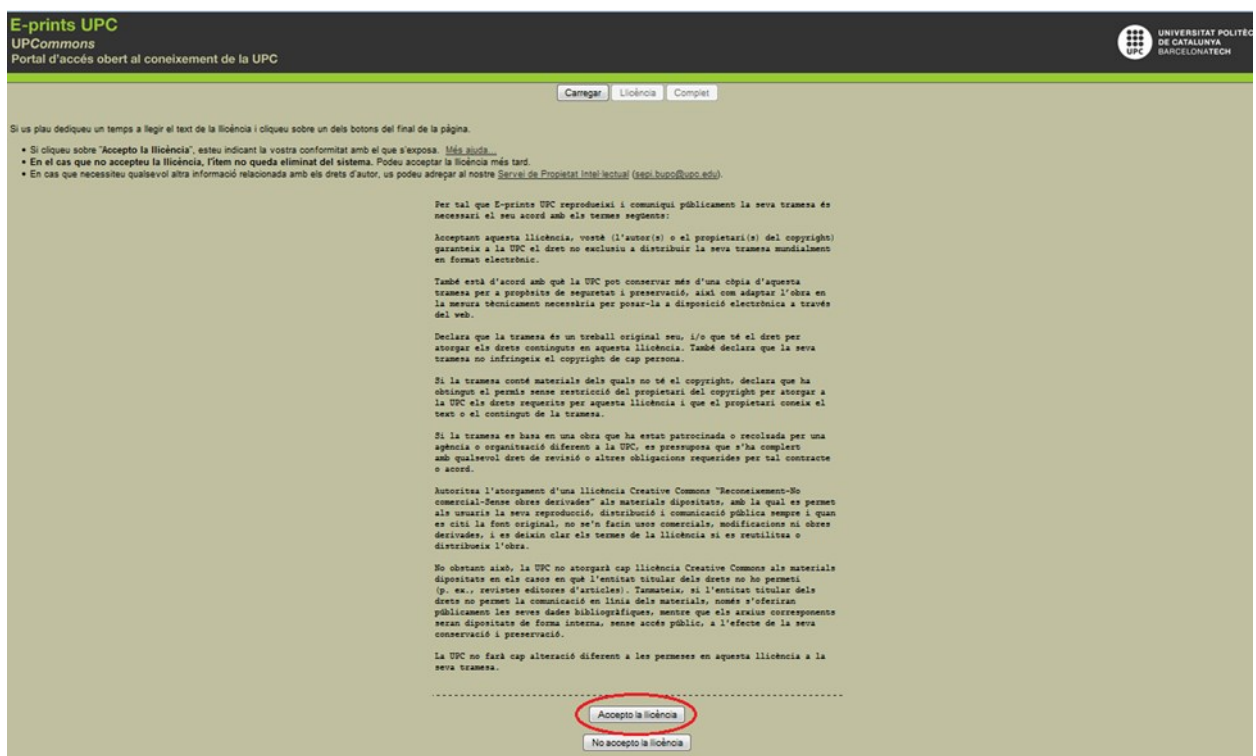 E-prints UPC
UPCommons
Portal d'accés obert al coneixement de la UPC
UNIVERSITAT POLITÈC
DE CATALUNYA
BARCELONATECH
UPC
Carregar Llicència Complet
Si us plau dediqueu un temps a llegir el text de la llicència i cliqueu sobre un dels botons del final de la pàgina.
• Si cliqueu sobre "Accepto la llicència", esteu indicant la vostra conformitat amb el que s'exposa. Més ajuda...
• En el cas que no accepteu la llicència, l'ítem no queda eliminat del sistema. Podeu acceptar la llicència més tard.
• En cas que necessiteu qualsevol altra informació relacionada amb els drets d'autor, us podeu adreçar al nostre Servei de Propietat Intel·lectual (sepi.bupc@upc.edu).
Per tal que E-prints UPC reprodueixi i comuniqui públicament la seva tramesa és
necessari el seu acord amb els termes següents:
Acceptant aquesta llicència, vostè (l'autor(s) o el propietari(s) del copyright)
garanteix a la UPC el dret no exclusiu a distribuir la seva tramesa mundialment
en format electrònic.
També està d'acord amb què la UPC pot conservar més d'una còpia d'aquesta
tramesa per a propòsits de seguretat i preservació, així com adaptar l'obra en
la mesura tècnicament necessària per posar-la a disposició electrònica a través
del web.
Declara que la tramesa és un treball original seu, i/o que té el dret per
atorgar els drets continguts en aquesta llicència. També declara que la seva
tramesa no infringeix el copyright de cap persona.
Si la tramesa conté materials dels quals no té el copyright, declara que ha
obtingut el permís sense restricció del propietari del copyright per atorgar a
la UPC els drets requerits per aquesta llicència i que el propietari coneix el
text o el contingut de la tramesa.
Si la tramesa es basa en una obra que ha estat patrocinada o recolzada per una
agència o organització diferent a la UPC, es pressuposa que s'ha complert
amb qualsevol dret de revisió o altres obligacions requerides per tal contracte
o acord.
Autoritza l'atorgament d'una llicència Creative Commons "Reconeixement-No
comercial-Sense obres derivades" als materials dipositats, amb la qual es permet
als usuaris la seva reproducció, distribució i comunicació pública sempre i quan
es citi la font original, no se'n facin usos comercials, modificacions ni obres
derivades, i es deixin clar els termes de la llicència si es reutilitza o
distribueix l'obra.
No obstant això, la UPC no atorgarà cap llicència Creative Commons als materials
dipositats en els casos en què l'entitat titular dels drets no ho permeti
(p. ex., revistes editores d'articles). Tanmateix, si l'entitat titular dels
drets no permet la comunicació en línia dels materials, només s'oferiran
públicament les seves dades bibliogràfiques, mentre que els arxius corresponents
seran dipositats de forma interna, sense accés públic, a l'efecte de la seva
conservació i preservació.
La UPC no farà cap alteració diferent a les permeses en aquesta llicència a la
seva tramesa.
Accepto la llicència
No accepto la llicència